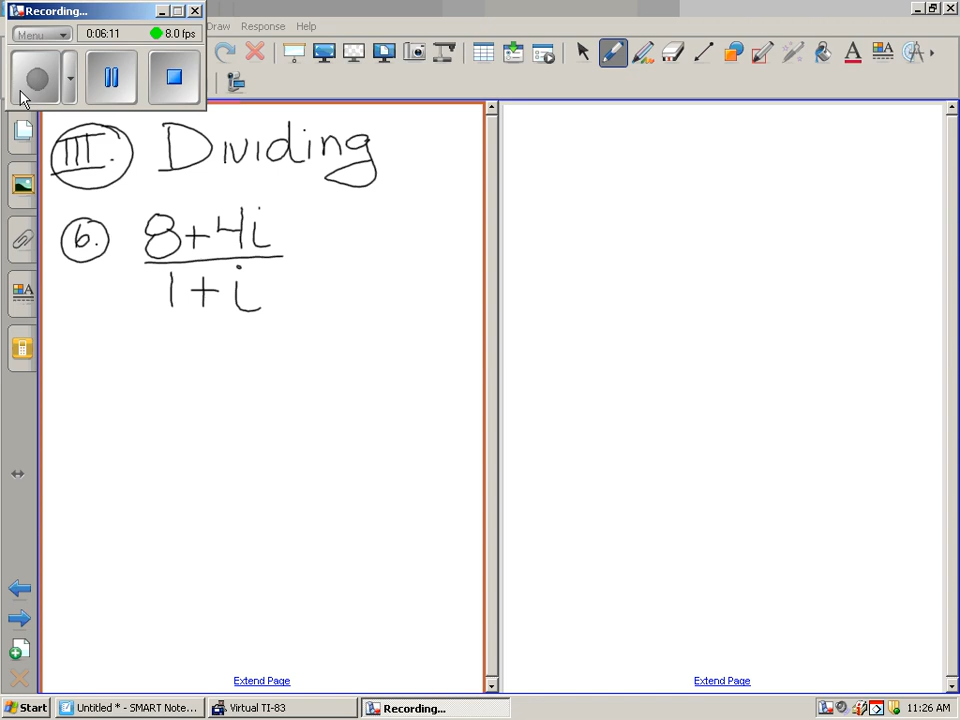 Recording...
Menu
0:06:11
8.0 fps
Draw Response Help
III. Dividing
6. 8+4i
1+i
Extend Page
Extend Page
Start
Untitled * - SMART Note...
Virtual TI-83
Recording...
11:26 AM